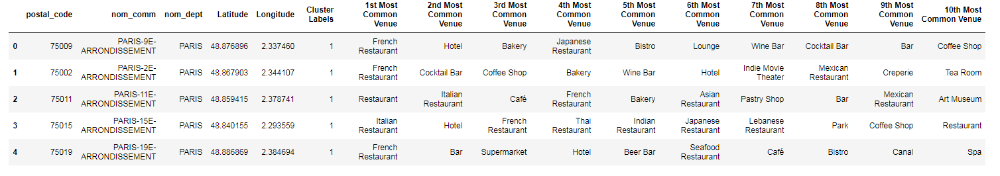 postal_code nom_comm nom_dept Latitude Longitude Cluster Labels 1st Most Common Venue 2nd Most Common Venue 3rd Most Common Venue 4th Most Common Venue 5th Most Common Venue 6th Most Common Venue 7th Most Common Venue 8th Most Common Venue 9th Most Common Venue 10th Most Common Venue
0 75009 PARIS-9E-ARRONDISSEMENT PARIS 48.876896 2.337460 1 French Restaurant Hotel Bakery Japanese Restaurant Bistro Lounge Wine Bar Cocktail Bar Bar Coffee Shop
1 75002 PARIS-2E-ARRONDISSEMENT PARIS 48.867903 2.344107 1 French Restaurant Cocktail Bar Coffee Shop Bakery Wine Bar Hotel Indie Movie Theater Mexican Restaurant Creperie Tea Room
2 75011 PARIS-11E-ARRONDISSEMENT PARIS 48.859415 2.378741 1 Restaurant Italian Restaurant Café French Restaurant Bakery Asian Restaurant Pastry Shop Bar Mexican Restaurant Art Museum
3 75015 PARIS-15E-ARRONDISSEMENT PARIS 48.840155 2.293559 1 Italian Restaurant Hotel French Restaurant Thai Restaurant Indian Restaurant Japanese Restaurant Lebanese Restaurant Park Coffee Shop Restaurant
4 75019 PARIS-19E-ARRONDISSEMENT PARIS 48.886869 2.384694 1 French Restaurant Bar Supermarket Hotel Beer Bar Seafood Restaurant Café Bistro Canal Spa